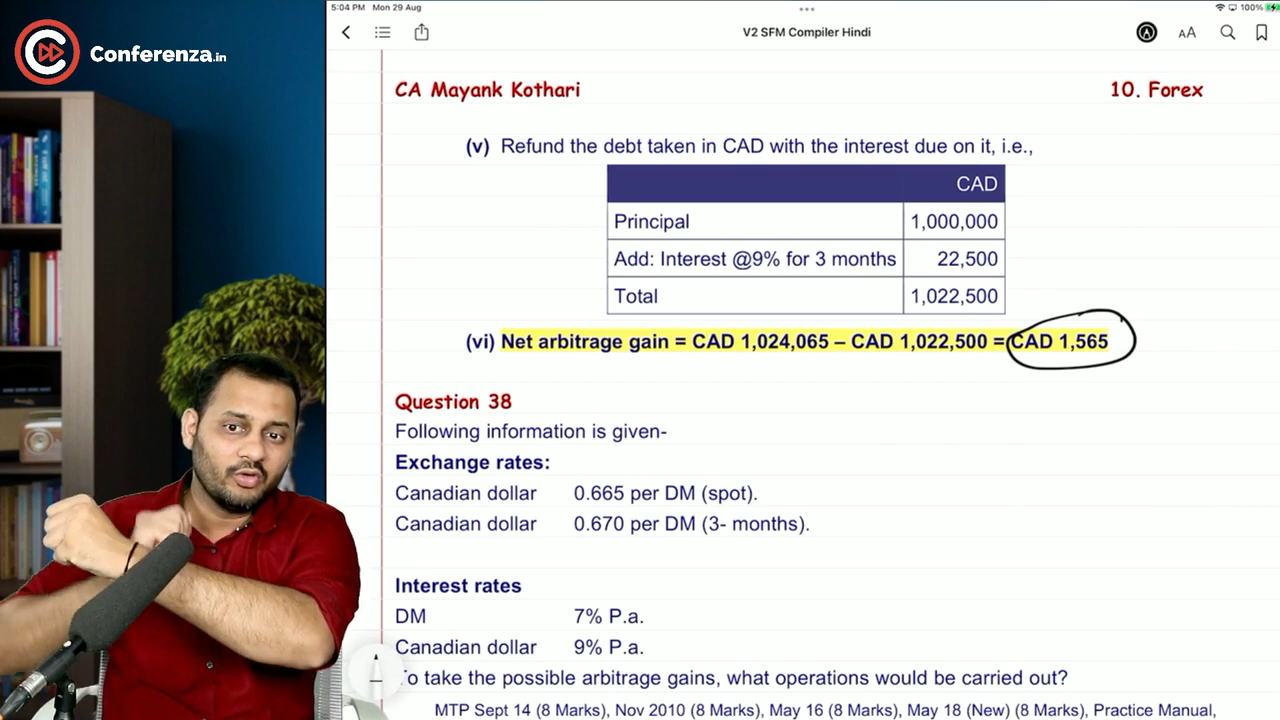 5:04 PM Mon 29 Aug
100%
V2 SFM Compiler Hindi
AA
Conferenza.in
CA Mayank Kothari
10. Forex
(v) Refund the debt taken in CAD with the interest due on it, i.e.,
CAD
Principal 1,000,000
Add: Interest @9% for 3 months 22,500
Total 1,022,500
(vi) Net arbitrage gain = CAD 1,024,065 – CAD 1,022,500 = CAD 1,565
Question 38
Following information is given-
Exchange rates:
Canadian dollar 0.665 per DM (spot).
Canadian dollar 0.670 per DM (3- months).
Interest rates
DM 7% P.a.
Canadian dollar 9% P.a.
To take the possible arbitrage gains, what operations would be carried out?
MTP Sept 14 (8 Marks), Nov 2010 (8 Marks), May 16 (8 Marks), May 18 (New) (8 Marks), Practice Manual,